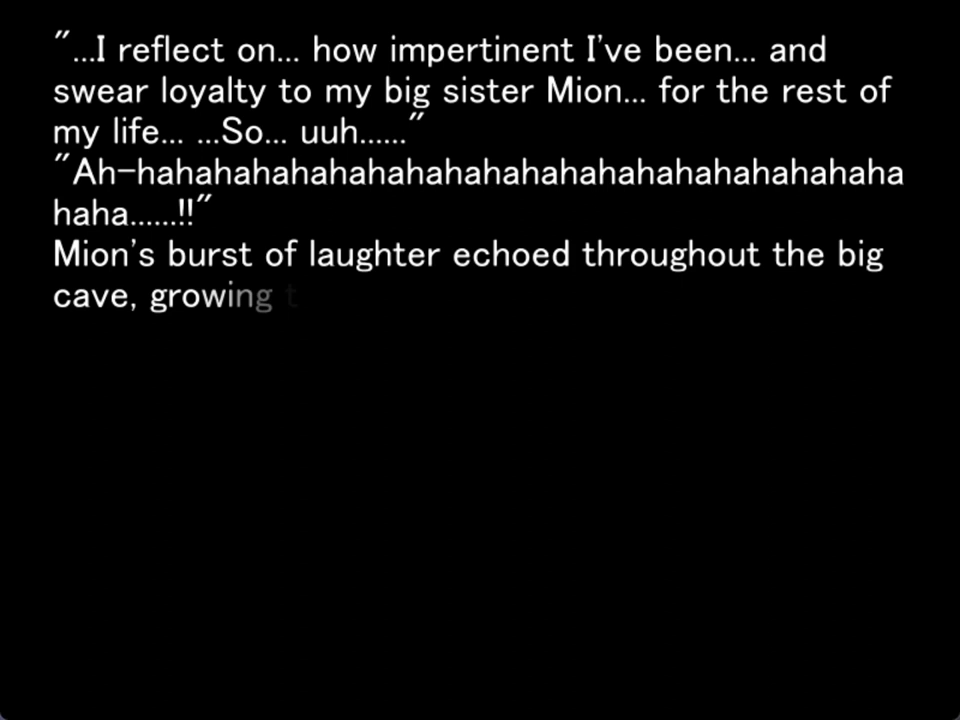 "...I reflect on... how impertinent I've been... and
swear loyalty to my big sister Mion... for the rest of
my life... ...So... uuh......"
"Ah-hahahahahahahahahahahahahahahahaha
haha......!!"
Mion's burst of laughter echoed throughout the big
cave, growing t